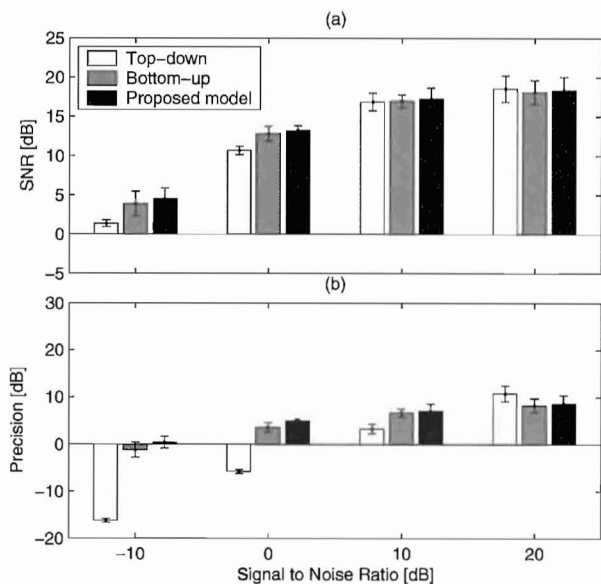 (a)
25
20
15
10
5
0
−5
SNR [dB]
Top−down
Bottom−up
Proposed model
(b)
30
20
10
0
−10
−20
Precision [dB]
−10
0
10
20
Signal to Noise Ratio [dB]